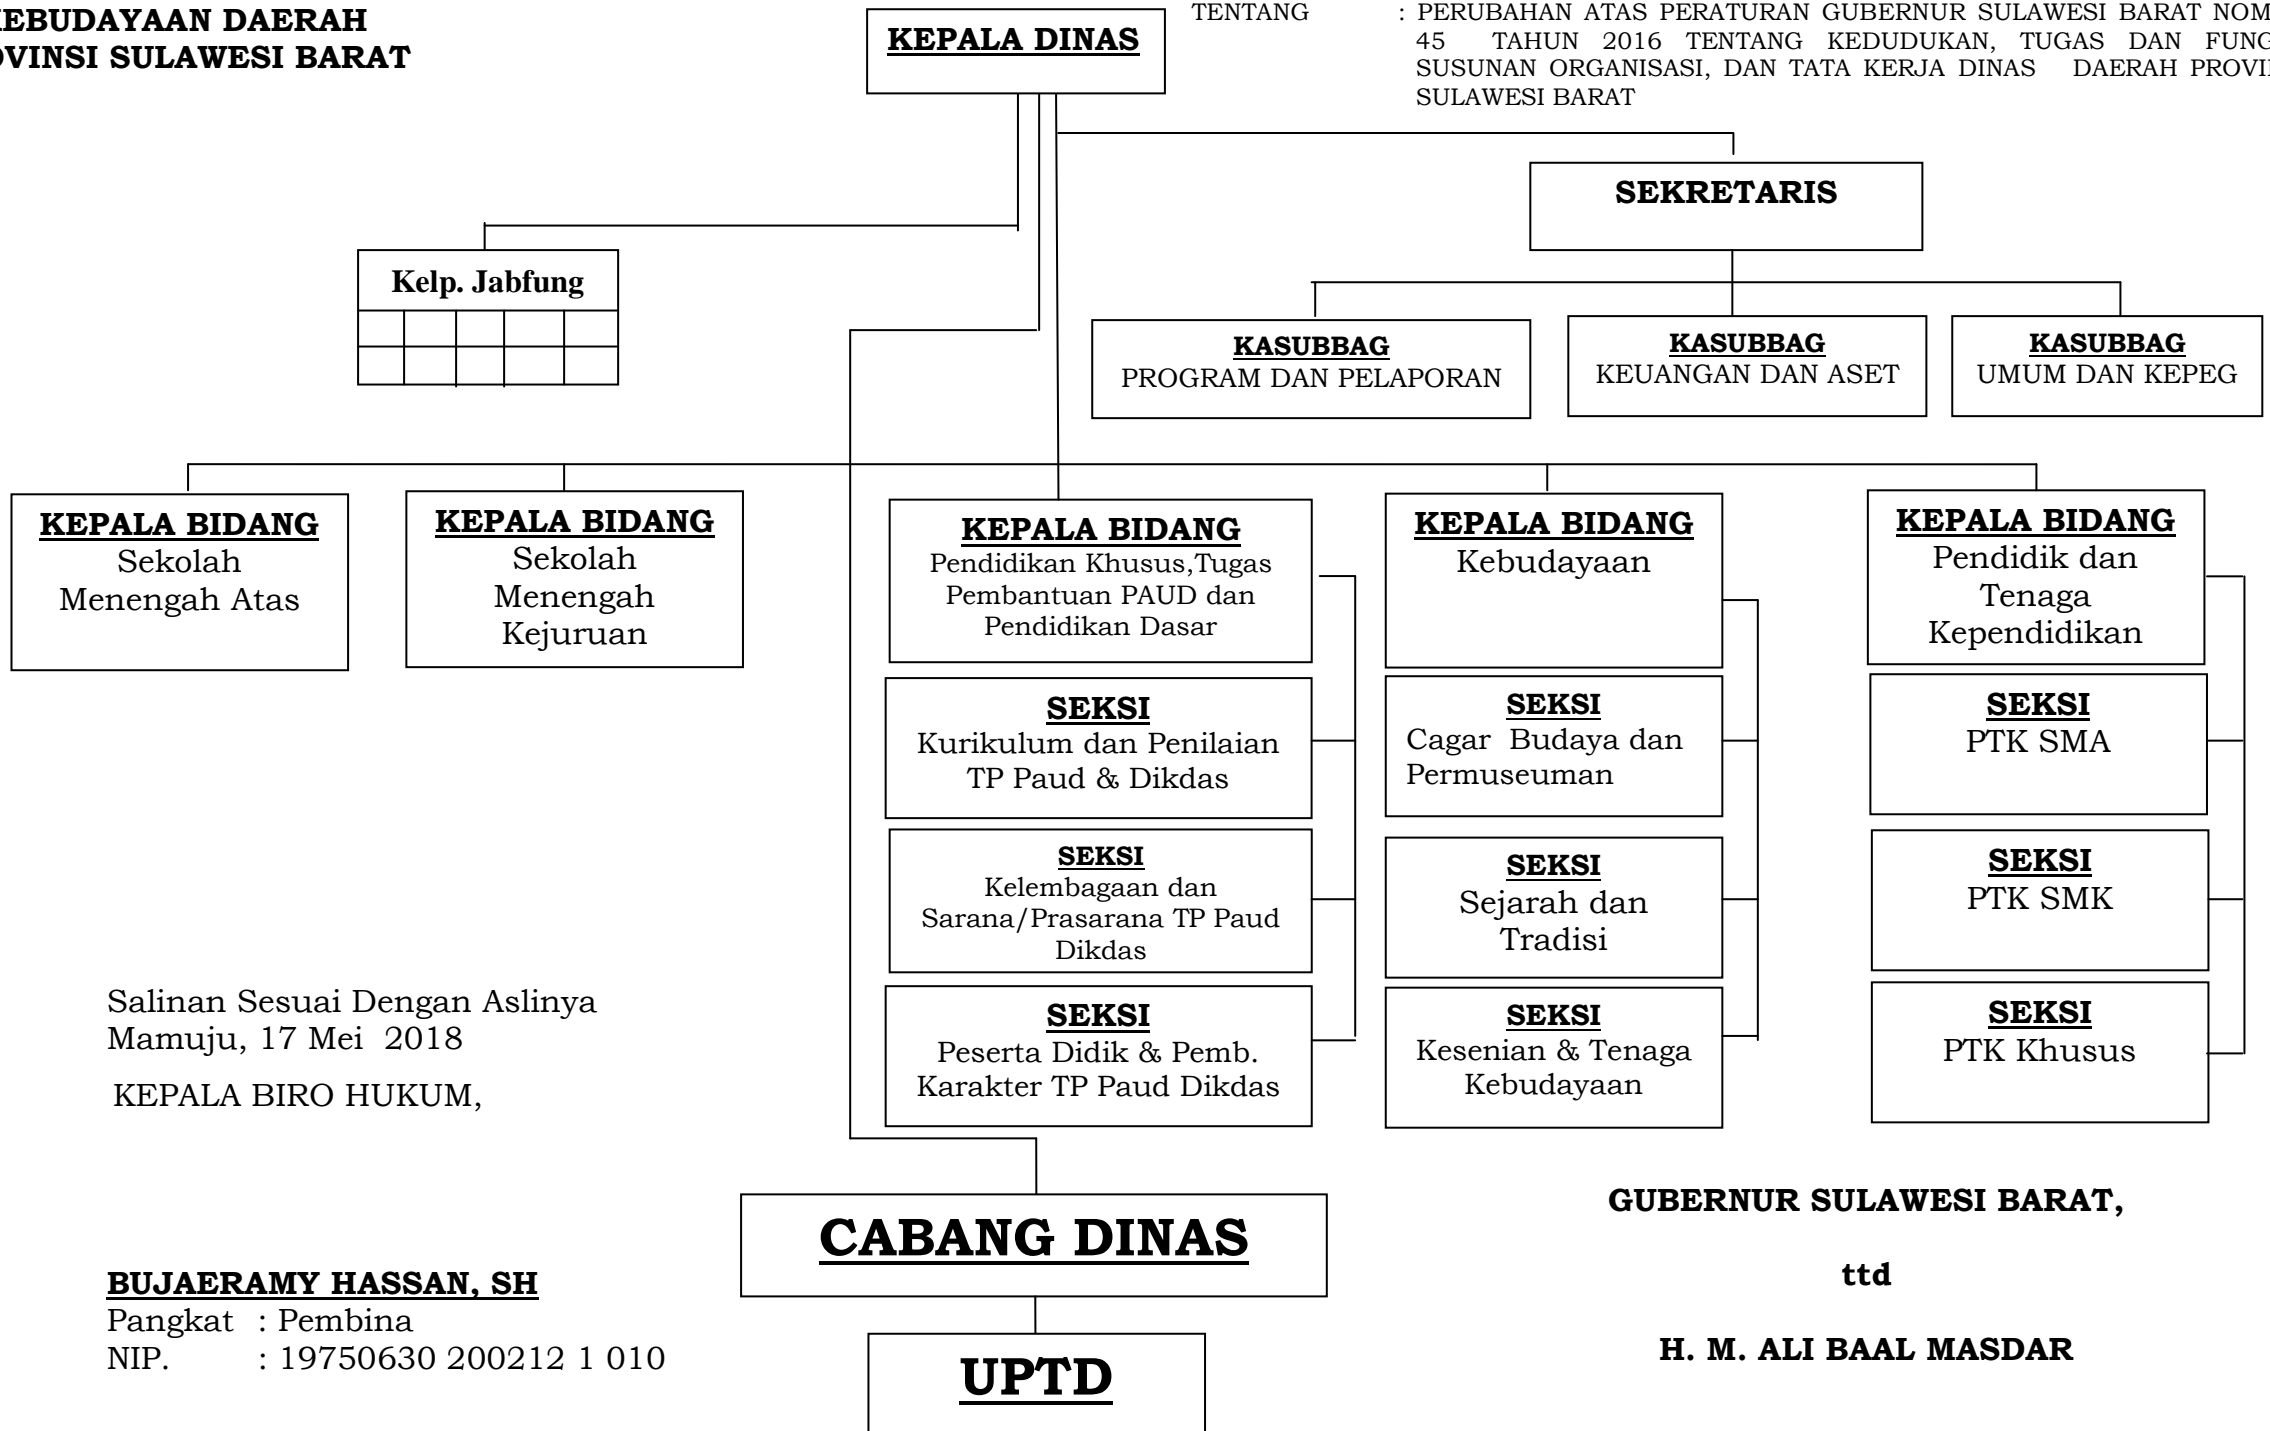 KEBUDAYAAN DAERAH
PROVINSI SULAWESI BARAT
TENTANG : PERUBAHAN ATAS PERATURAN GUBERNUR SULAWESI BARAT
45 TAHUN 2016 TENTANG KEDUDUKAN, TUGAS DAN
SUSUNAN ORGANISASI, DAN TATA KERJA DINAS DAERAH
SULAWESI BARAT
KEPALA DINAS
SEKRETARIS
Kelp. Jabfung
KASUBBAG
PROGRAM DAN PELAPORAN
KASUBBAG
KEUANGAN DAN ASET
KASUBBAG
UMUM DAN KEPEG
KEPALA BIDANG
Sekolah
Menengah Atas
KEPALA BIDANG
Sekolah
Menengah
Kejuruan
KEPALA BIDANG
Pendidikan Khusus,Tugas
Pembantuan PAUD dan
Pendidikan Dasar
KEPALA BIDANG
Kebudayaan
KEPALA BIDANG
Pendidik dan
Tenaga
Kependidikan
SEKSI
Kurikulum dan Penilaian
TP Paud & Dikdas
SEKSI
Cagar Budaya dan
Permuseuman
SEKSI
PTK SMA
SEKSI
Kelembagaan dan
Sarana/Prasarana TP Paud
Dikdas
SEKSI
Sejarah dan
Tradisi
SEKSI
PTK SMK
SEKSI
Peserta Didik & Pemb.
Karakter TP Paud Dikdas
SEKSI
Kesenian & Tenaga
Kebudayaan
SEKSI
PTK Khusus
Salinan Sesuai Dengan Aslinya
Mamuju, 17 Mei 2018
KEPALA BIRO HUKUM,
BUJAERAMY HASSAN, SH
Pangkat : Pembina
NIP. : 19750630 200212 1 010
CABANG DINAS
UPTD
GUBERNUR SULAWESI BARAT,
ttd
H. M. ALI BAAL MASDAR